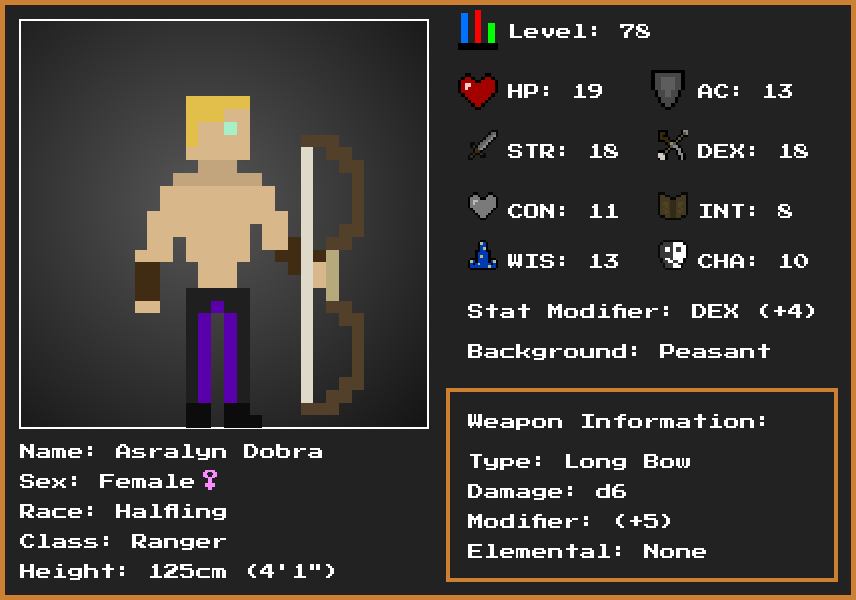 Level: 78
HP: 19
AC: 13
STR: 18
DEX: 18
CON: 11
INT: 8
WIS: 13
CHA: 10
Stat Modifier: DEX (+4)
Background: Peasant
Weapon Information:
Type: Long Bow
Damage: d6
Modifier: (+5)
Elemental: None
Name: Asralyn Dobra
Sex: Female♀
Race: Halfling
Class: Ranger
Height: 125cm (4'1")